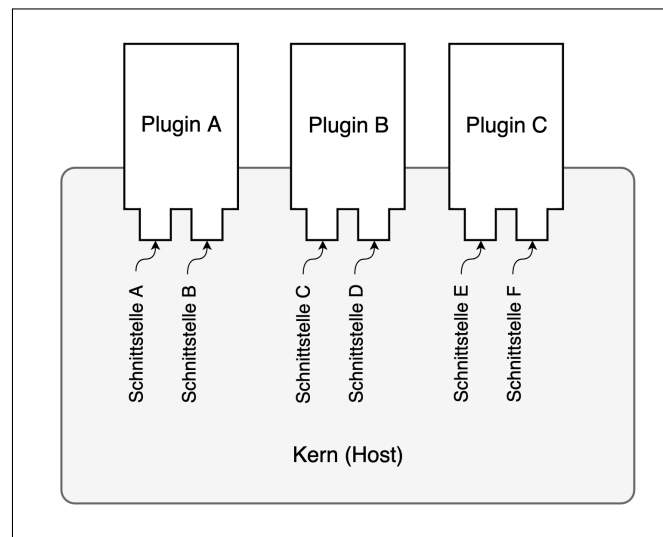 Plugin A
Plugin B
Plugin C
Schnittstelle A
Schnittstelle B
Schnittstelle C
Schnittstelle D
Schnittstelle E
Schnittstelle F
Kern (Host)